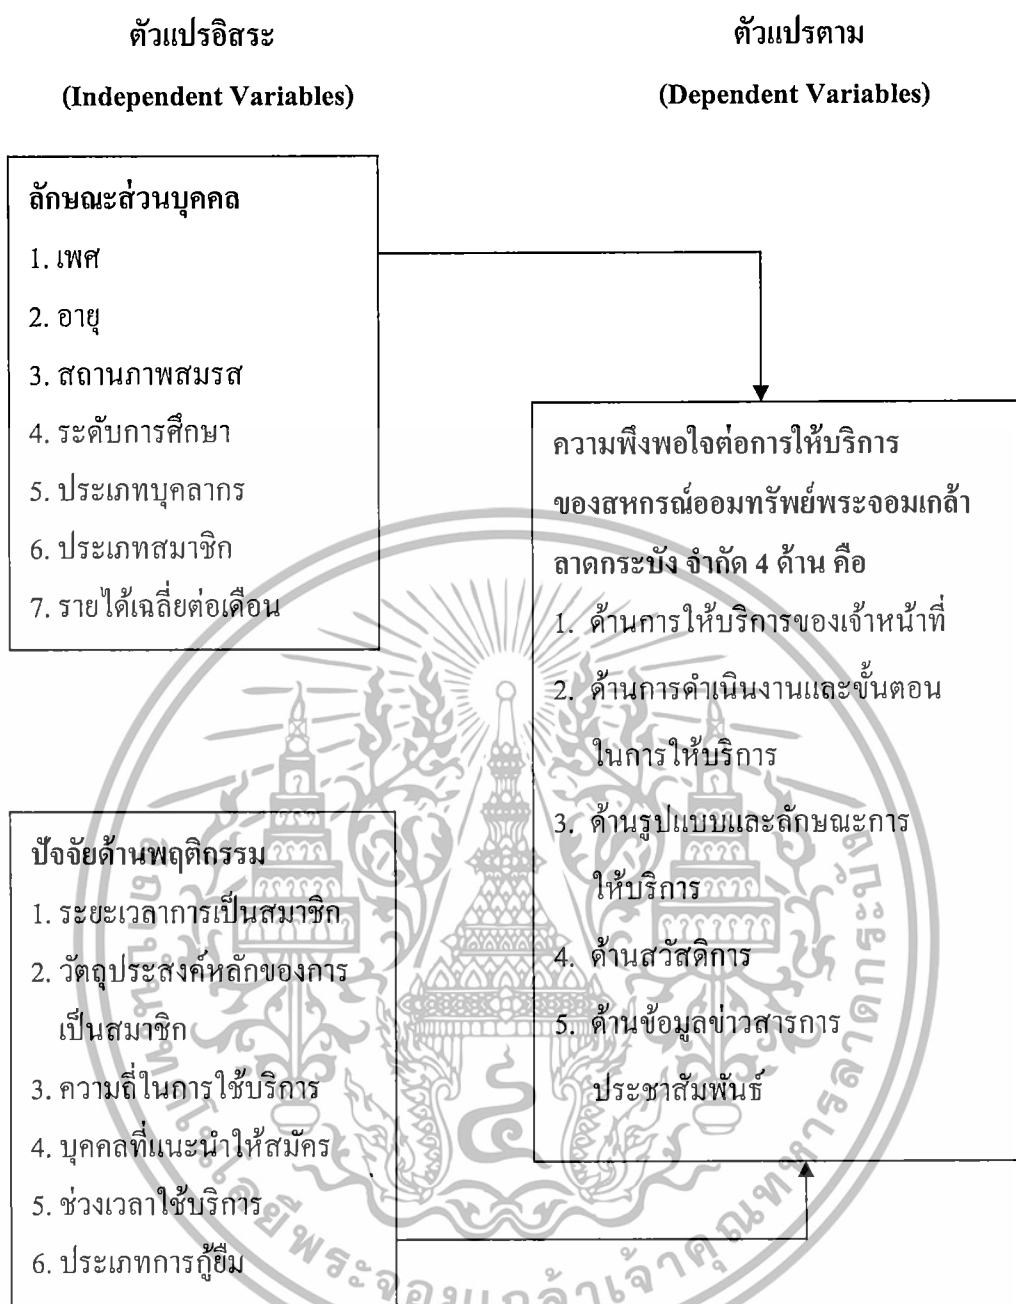 ตัวแปรอิสระ
(Independent Variables)
ตัวแปรตาม
(Dependent Variables)
ลักษณะส่วนบุคคล
1. เพศ
2. อายุ
3. สถานภาพสมรส
4. ระดับการศึกษา
5. ประเภทบุคลากร
6. ประเภทสมาชิก
7. รายได้เฉลี่ยต่อเดือน
ปัจจัยด้านพฤติกรรม
1. ระยะเวลาการเป็นสมาชิก
2. วัตถุประสงค์หลักของการ
เป็นสมาชิก
3. ความถี่ในการใช้บริการ
4. บุคคลที่แนะนำให้สมัคร
5. ช่วงเวลาใช้บริการ
6. ประเภทการกู้ยืม
ความพึงพอใจต่อการให้บริการ
ของสหกรณ์ออมทรัพย์พระจอมเกล้า
ลาดกระบัง จำกัด 4 ด้าน คือ
1. ด้านการให้บริการของเจ้าหน้าที่
2. ด้านการดำเนินงานและขั้นตอน
ในการให้บริการ
3. ด้านรูปแบบและลักษณะการ
ให้บริการ
4. ด้านสวัสดิการ
5. ด้านข้อมูลข่าวสารการ
ประชาสัมพันธ์